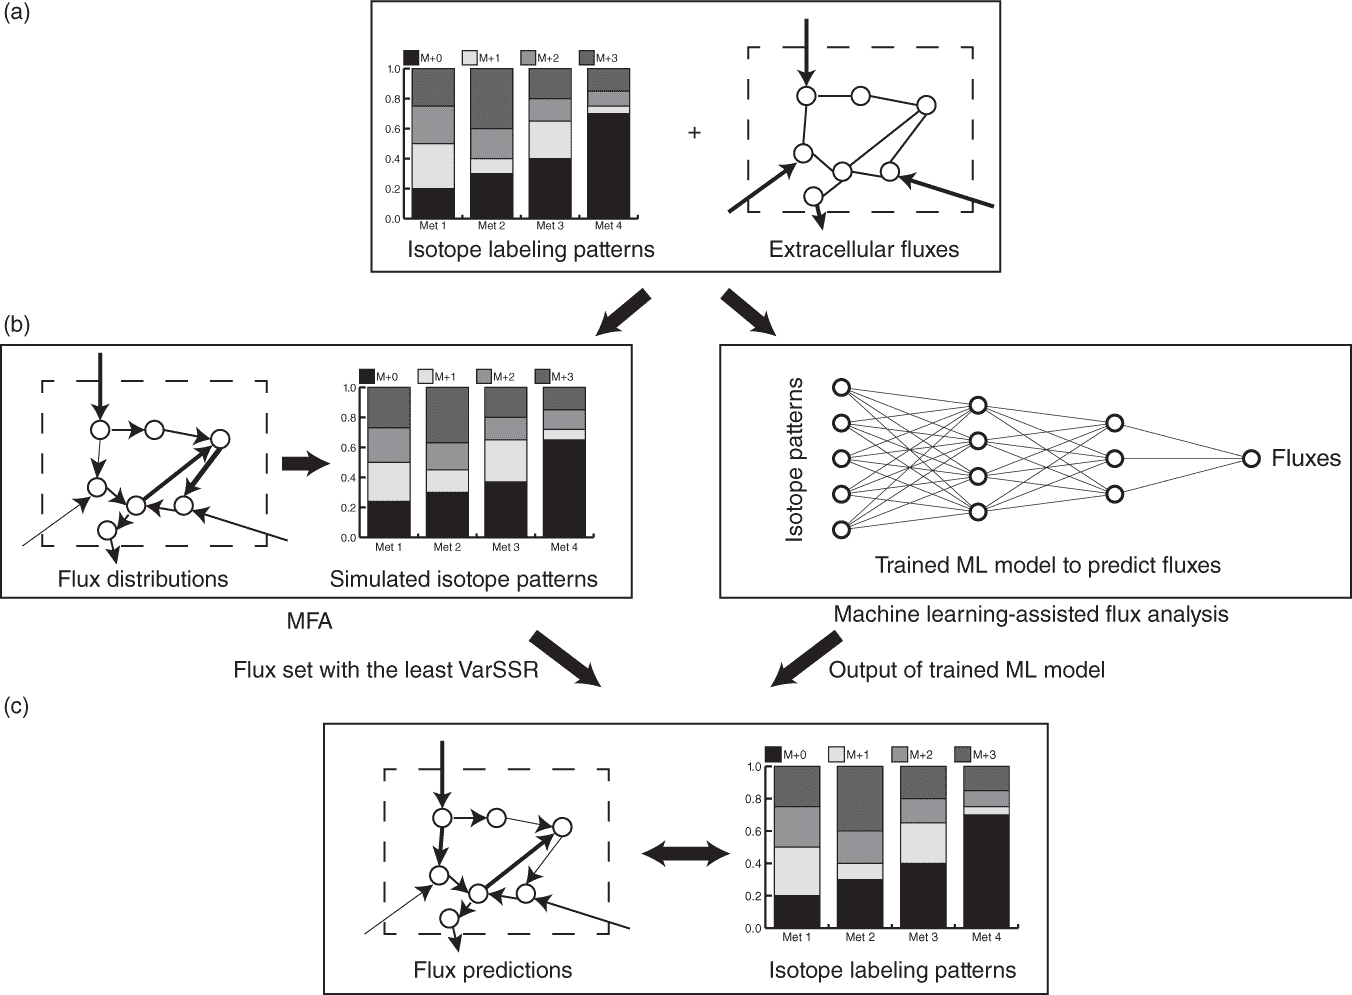 (a)
M+0 M+1 M+2 M+3
1.0
0.8
0.6
0.4
0.2
0.0
Met 1 Met 2 Met 3 Met 4
+
Isotope labeling patterns
Extracellular fluxes
(b)
M+0 M+1 M+2 M+3
1.0
0.8
0.6
0.4
0.2
0.0
Met 1 Met 2 Met 3 Met 4
Flux distributions
Simulated isotope patterns
MFA
Isotope patterns
Fluxes
Trained ML model to predict fluxes
Machine learning-assisted flux analysis
Flux set with the least VarSSR
Output of trained ML model
(c)
M+0 M+1 M+2 M+3
1.0
0.8
0.6
0.4
0.2
0.0
Met 1 Met 2 Met 3 Met 4
Flux predictions
Isotope labeling patterns